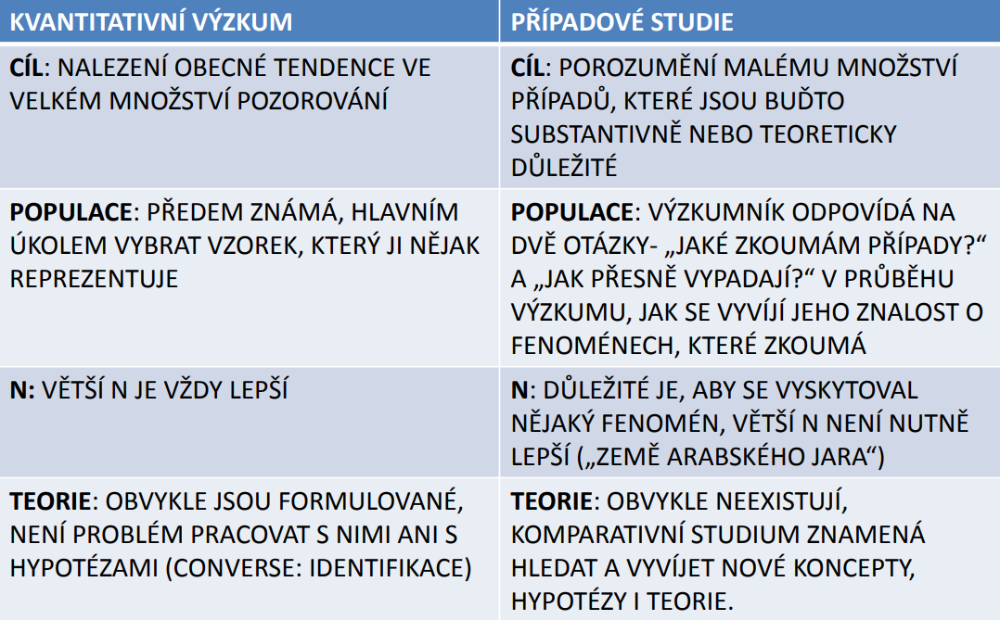 KVANTITATIVNÍ VÝZKUM
PŘÍPADOVÉ STUDIE
CÍL: NALEZENÍ OBECNÉ TENDENCE VE
VELKÉM MNOŽSTVÍ POZOROVÁNÍ
CÍL: POROZUMĚNÍ MALÉMU MNOŽSTVÍ
PŘÍPADŮ, KTERÉ JSOU BUĎTO
SUBSTANTIVNĚ NEBO TEORETICKY
DŮLEŽITÉ
POPULACE: PŘEDEM ZNÁMÁ, HLAVNÍM
ÚKOLEM VYBRAT VZOREK, KTERÝ JI NĚJAK
REPREZENTUJE
POPULACE: VÝZKUMNÍK ODPOVÍDÁ NA
DVĚ OTÁZKY- „JAKÉ ZKOUMÁM PŘÍPADY?“
A „JAK PŘESNĚ VYPADAJÍ?“ V PRŮBĚHU
VÝZKUMU, JAK SE VYVÍJÍ JEHO ZNALOST O
FENOMÉNECH, KTERÉ ZKOUMÁ
N: VĚTŠÍ N JE VŽDY LEPŠÍ
N: DŮLEŽITÉ JE, ABY SE VYSKYTOVAL
NĚJAKÝ FENOMÉN, VĚTŠÍ N NENÍ NUTNĚ
LEPŠÍ („ZEMĚ ARABSKÉHO JARA“)
TEORIE: OBVYKLE JSOU FORMULOVANÉ,
NENÍ PROBLÉM PRACOVAT S NIMI ANI S
HYPOTÉZAMI (CONVERSE: IDENTIFIKACE)
TEORIE: OBVYKLE NEEXISTUJÍ,
KOMPARATIVNÍ STUDIUM ZNAMENÁ
HLEDAT A VYVÍJET NOVÉ KONCEPTY,
HYPOTÉZY I TEORIE.